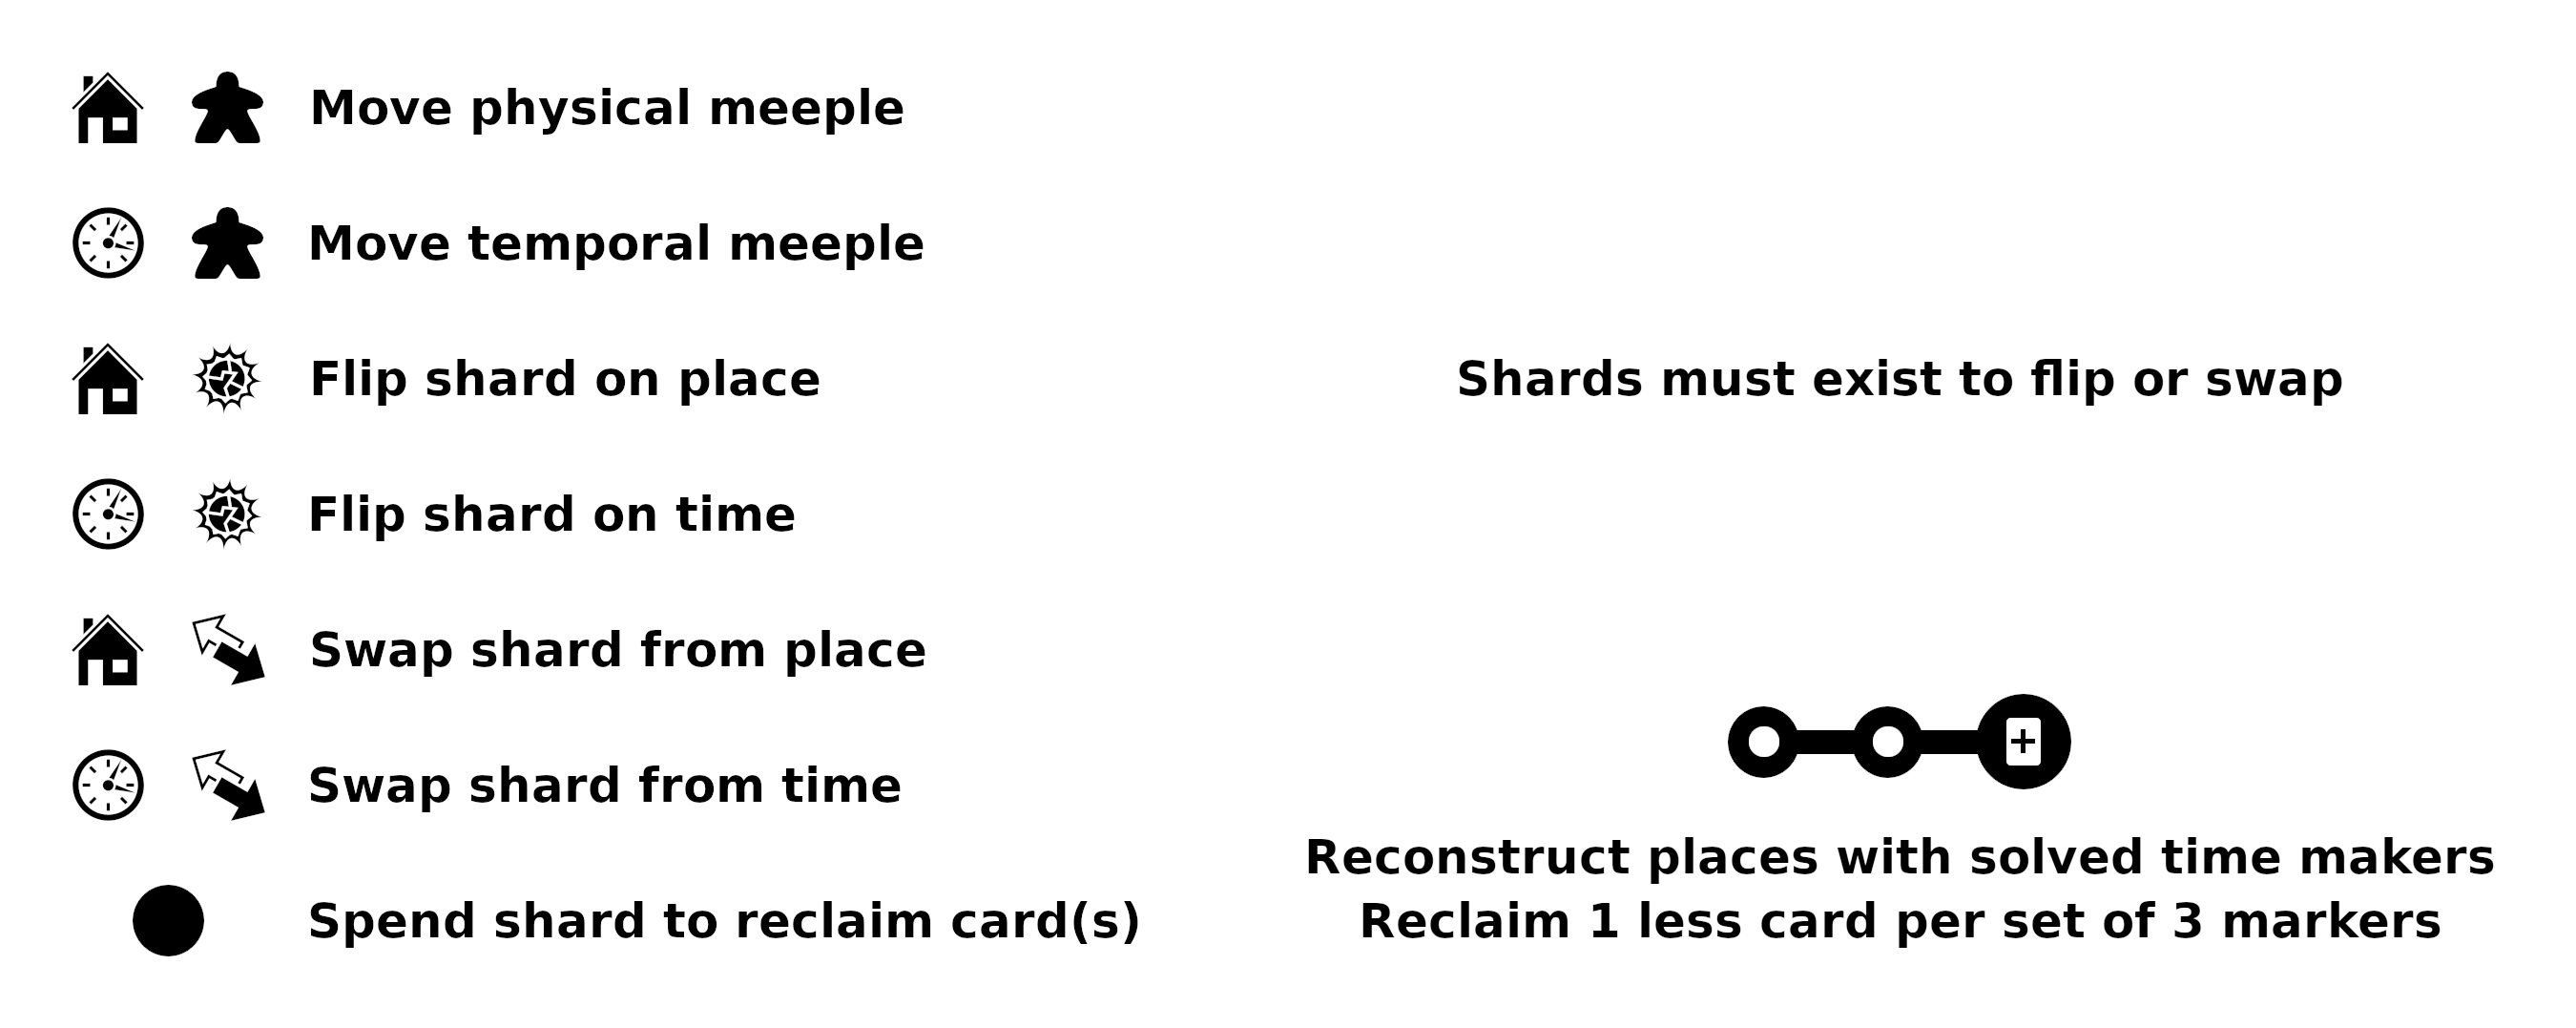 Move physical meeple
Move temporal meeple
Flip shard on place
Flip shard on time
Swap shard from place
Swap shard from time
Spend shard to reclaim card(s)
Shards must exist to flip or swap
+
Reconstruct places with solved time makers
Reclaim 1 less card per set of 3 markers